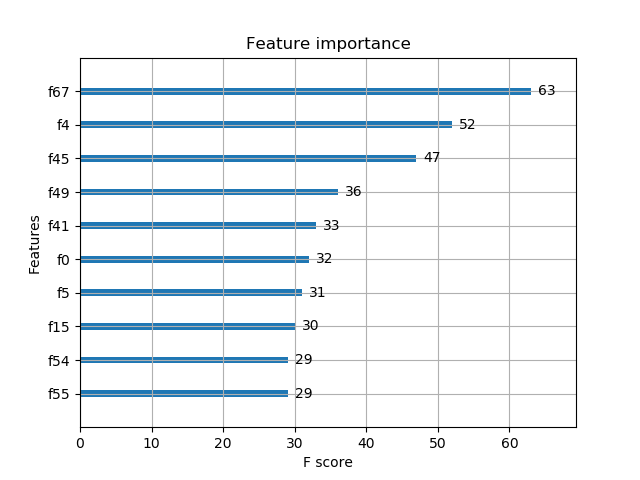 Feature importance
Features
f67 63
f4 52
f45 47
f49 36
f41 33
f0 32
f5 31
f15 30
f54 29
f55 29
0 10 20 30 40 50 60
F score